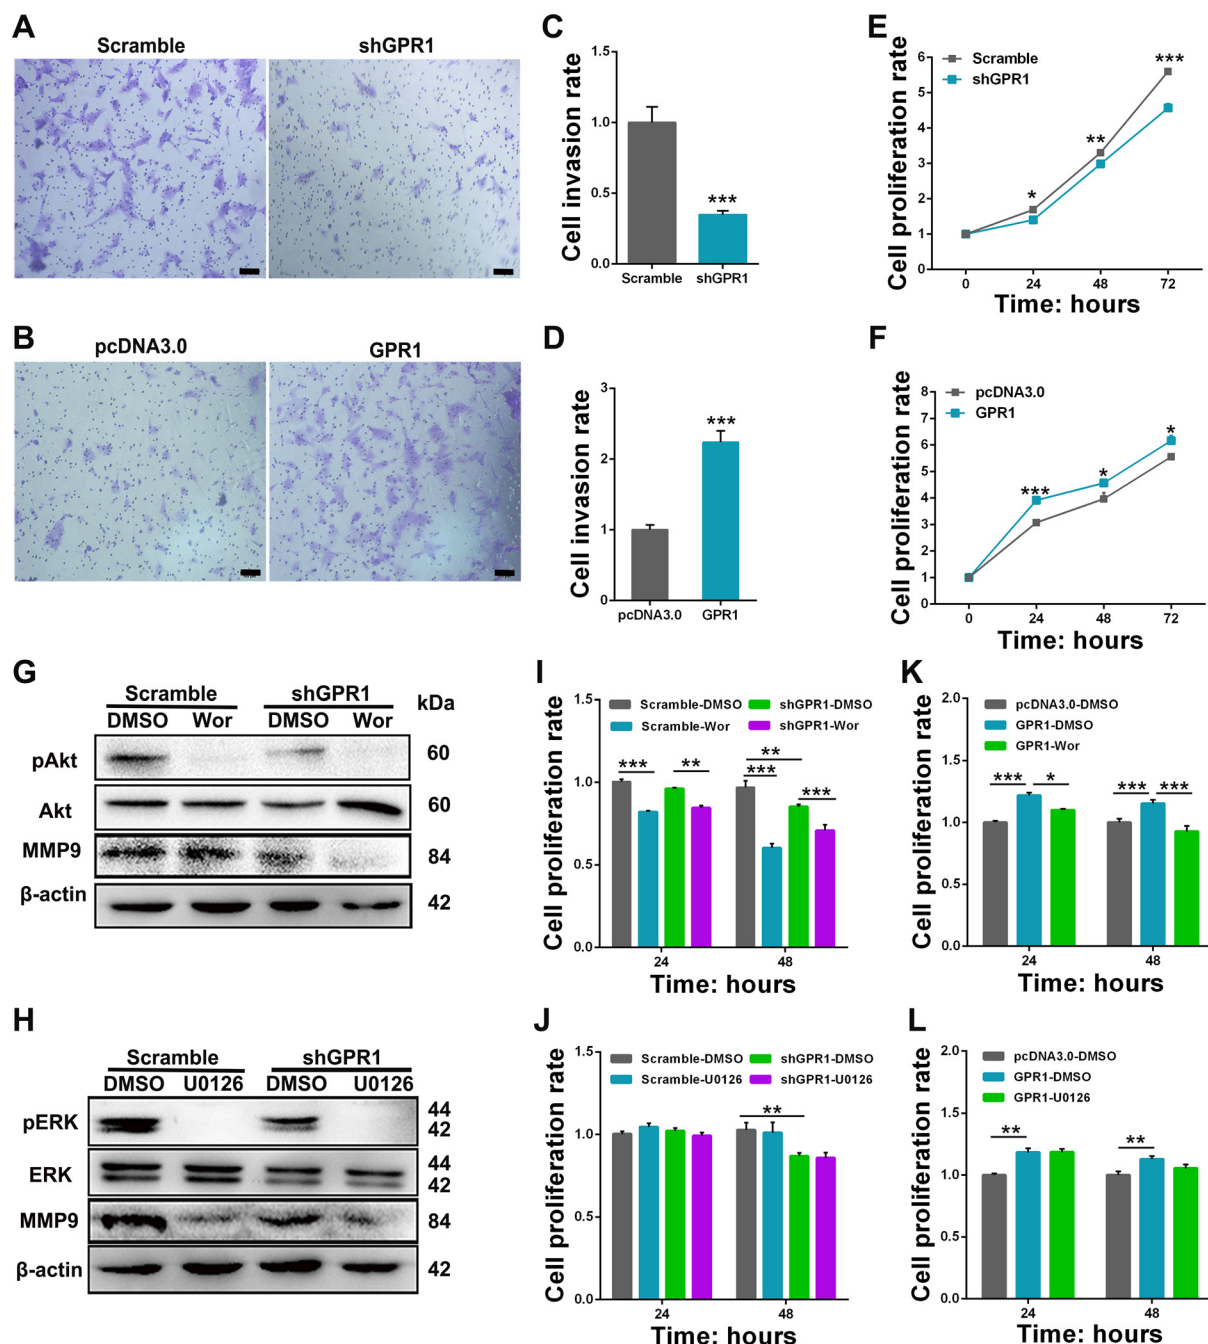 A
Scramble
shGPR1
B
pcDNA3.0
GPR1
C
Cell invasion rate
1.5
1.0
0.5
0.0
***
Scramble
shGPR1
D
Cell invasion rate
3
2
1
0
***
pcDNA3.0
GPR1
E
Cell proliferation rate
6
5
4
3
2
1
0
Scramble
shGPR1
*
**
***
0
24
48
72
Time: hours
F
Cell proliferation rate
8
7
6
5
4
3
2
1
0
pcDNA3.0
GPR1
***
*
*
0
24
48
72
Time: hours
G
Scramble
shGPR1
kDa
DMSO
Wor
DMSO
Wor
pAkt
60
Akt
60
MMP9
84
β-actin
42
H
Scramble
shGPR1
DMSO
U0126
DMSO
U0126
pERK
44
42
ERK
44
42
MMP9
84
β-actin
42
I
Cell proliferation rate
1.5
1.0
0.5
0.0
Scramble-DMSO
shGPR1-DMSO
Scramble-Wor
shGPR1-Wor
***
**
**
***
***
24
48
Time: hours
J
Cell proliferation rate
1.5
1.0
0.5
0.0
Scramble-DMSO
shGPR1-DMSO
Scramble-U0126
shGPR1-U0126
**
24
48
Time: hours
K
Cell proliferation rate
2.0
1.5
1.0
0.5
0.0
pcDNA3.0-DMSO
GPR1-DMSO
GPR1-Wor
***
*
***
***
24
48
Time: hours
L
Cell proliferation rate
2.0
1.5
1.0
0.5
0.0
pcDNA3.0-DMSO
GPR1-DMSO
GPR1-U0126
**
**
24
48
Time: hours